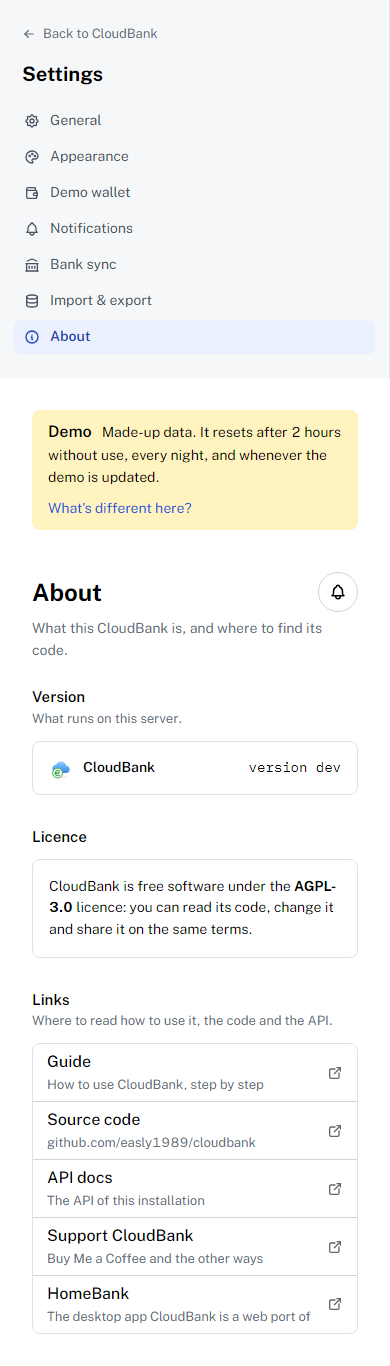 Back to CloudBank
Settings
General
Appearance
Demo wallet
Notifications
Bank sync
Import & export
About
Demo Made-up data. It resets after 2 hours
without use, every night, and whenever the
demo is updated.
What's different here?
About
What this CloudBank is, and where to find its
code.
Version
What runs on this server.
CloudBank version dev
Licence
CloudBank is free software under the AGPL-
3.0 licence: you can read its code, change it
and share it on the same terms.
Links
Where to read how to use it, the code and the API.
Guide
How to use CloudBank, step by step
Source code
github.com/easly1989/cloudbank
API docs
The API of this installation
Support CloudBank
Buy Me a Coffee and the other ways
HomeBank
The desktop app CloudBank is a web port of